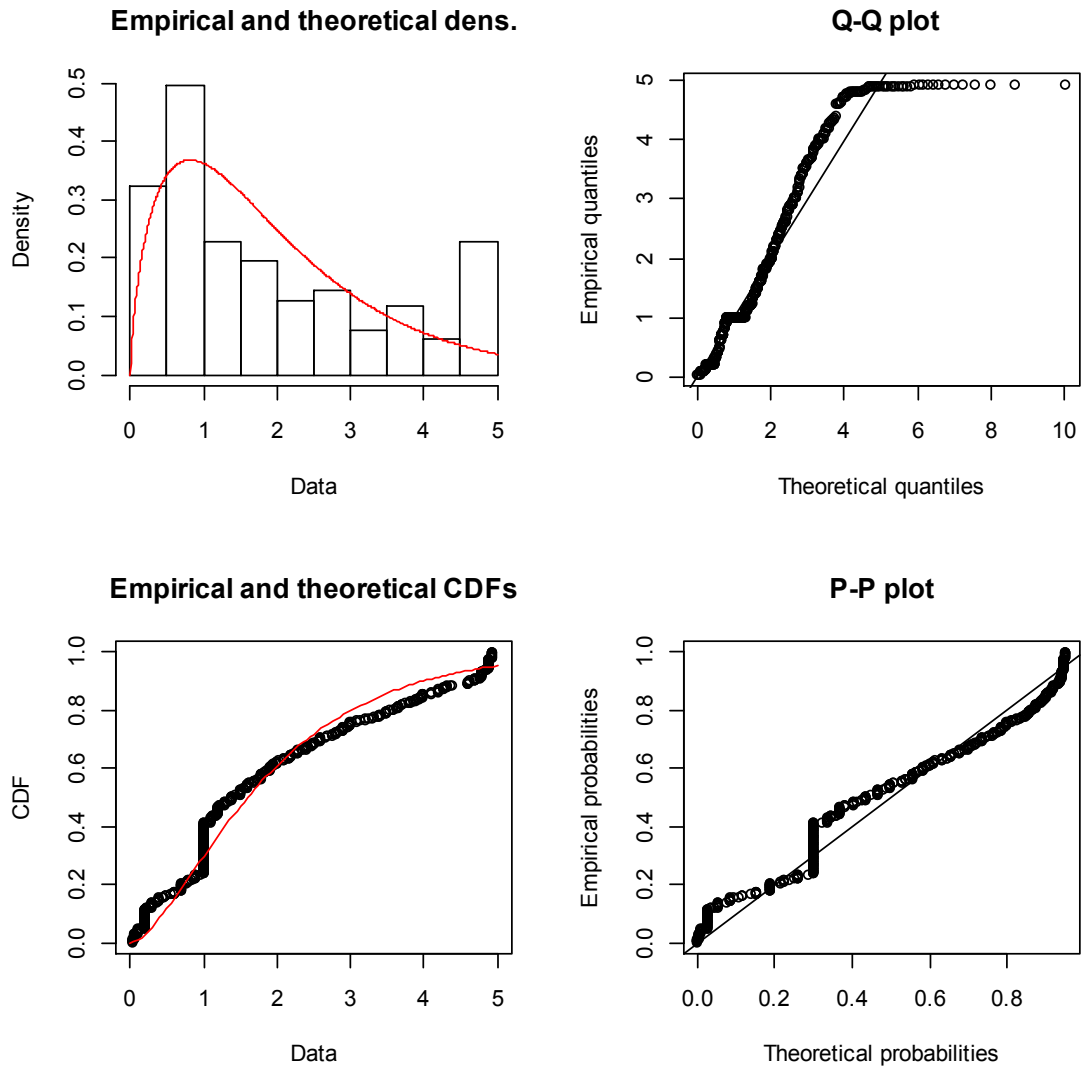 Empirical and theoretical dens.
Density
0.0 0.1 0.2 0.3 0.4 0.5
0 1 2 3 4 5
Data
Q-Q plot
Empirical quantiles
0 1 2 3 4 5
0 2 4 6 8 10
Theoretical quantiles
Empirical and theoretical CDFs
CDF
0.0 0.2 0.4 0.6 0.8 1.0
0 1 2 3 4 5
Data
P-P plot
Empirical probabilities
0.0 0.2 0.4 0.6 0.8 1.0
0.0 0.2 0.4 0.6 0.8
Theoretical probabilities